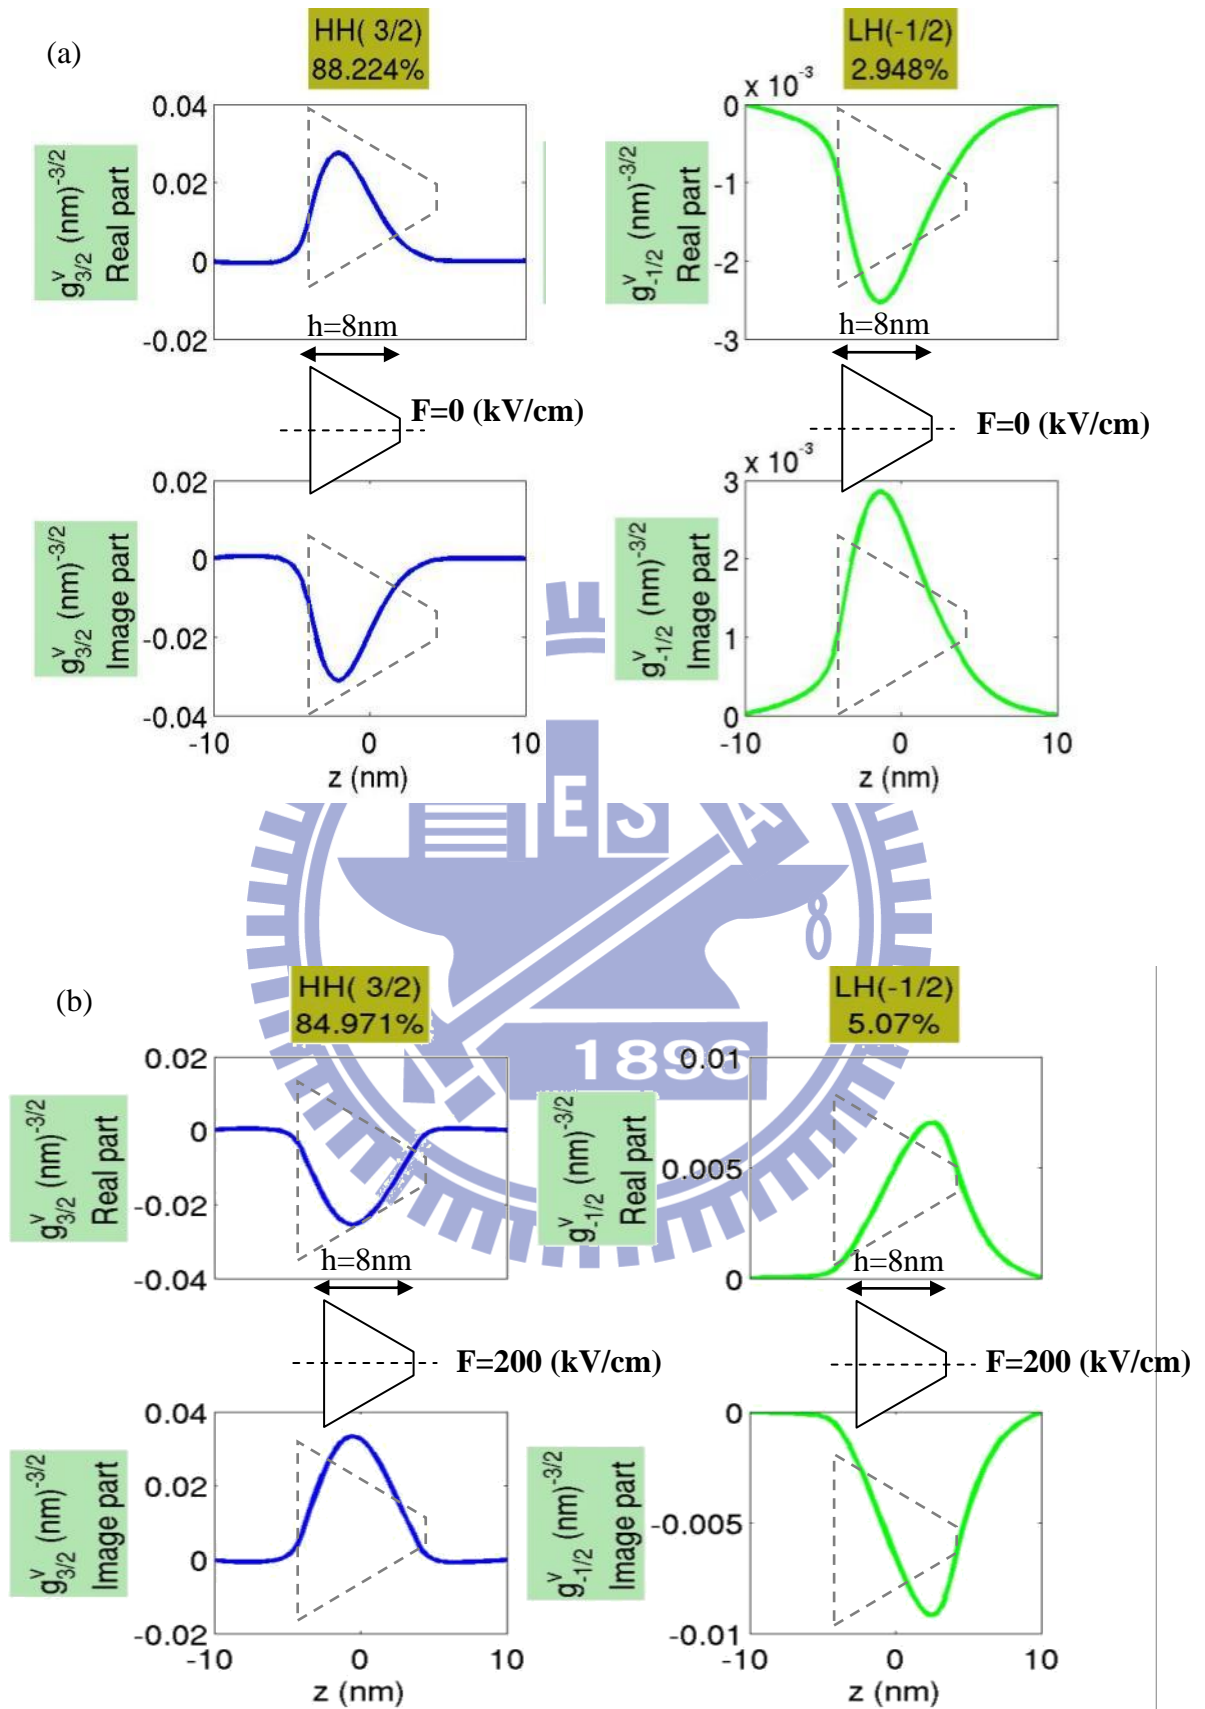 (a)
HH( 3/2)
88.224%
LH(-1/2)
2.948%
x 10^-3
0.04
0.02
0
-0.02
g^v_3/2 (nm)^-3/2
Real part
0
-1
-2
-3
g^v_-1/2 (nm)^-3/2
Real part
h=8nm
h=8nm
F=0 (kV/cm)
F=0 (kV/cm)
x 10^-3
0.02
0
-0.02
-0.04
g^v_3/2 (nm)^-3/2
Image part
-10 0 10
z (nm)
3
2
1
0
g^v_-1/2 (nm)^-3/2
Image part
-10 0 10
z (nm)
E S A
8
1896
(b)
HH( 3/2)
84.971%
LH(-1/2)
5.07%
0.02
0
-0.02
-0.04
g^v_3/2 (nm)^-3/2
Real part
0.01
0.005
0
g^v_-1/2 (nm)^-3/2
Real part
h=8nm
h=8nm
F=200 (kV/cm)
F=200 (kV/cm)
0.04
0.02
0
-0.02
g^v_3/2 (nm)^-3/2
Image part
-10 0 10
z (nm)
0
-0.005
-0.01
g^v_-1/2 (nm)^-3/2
Image part
-10 0 10
z (nm)